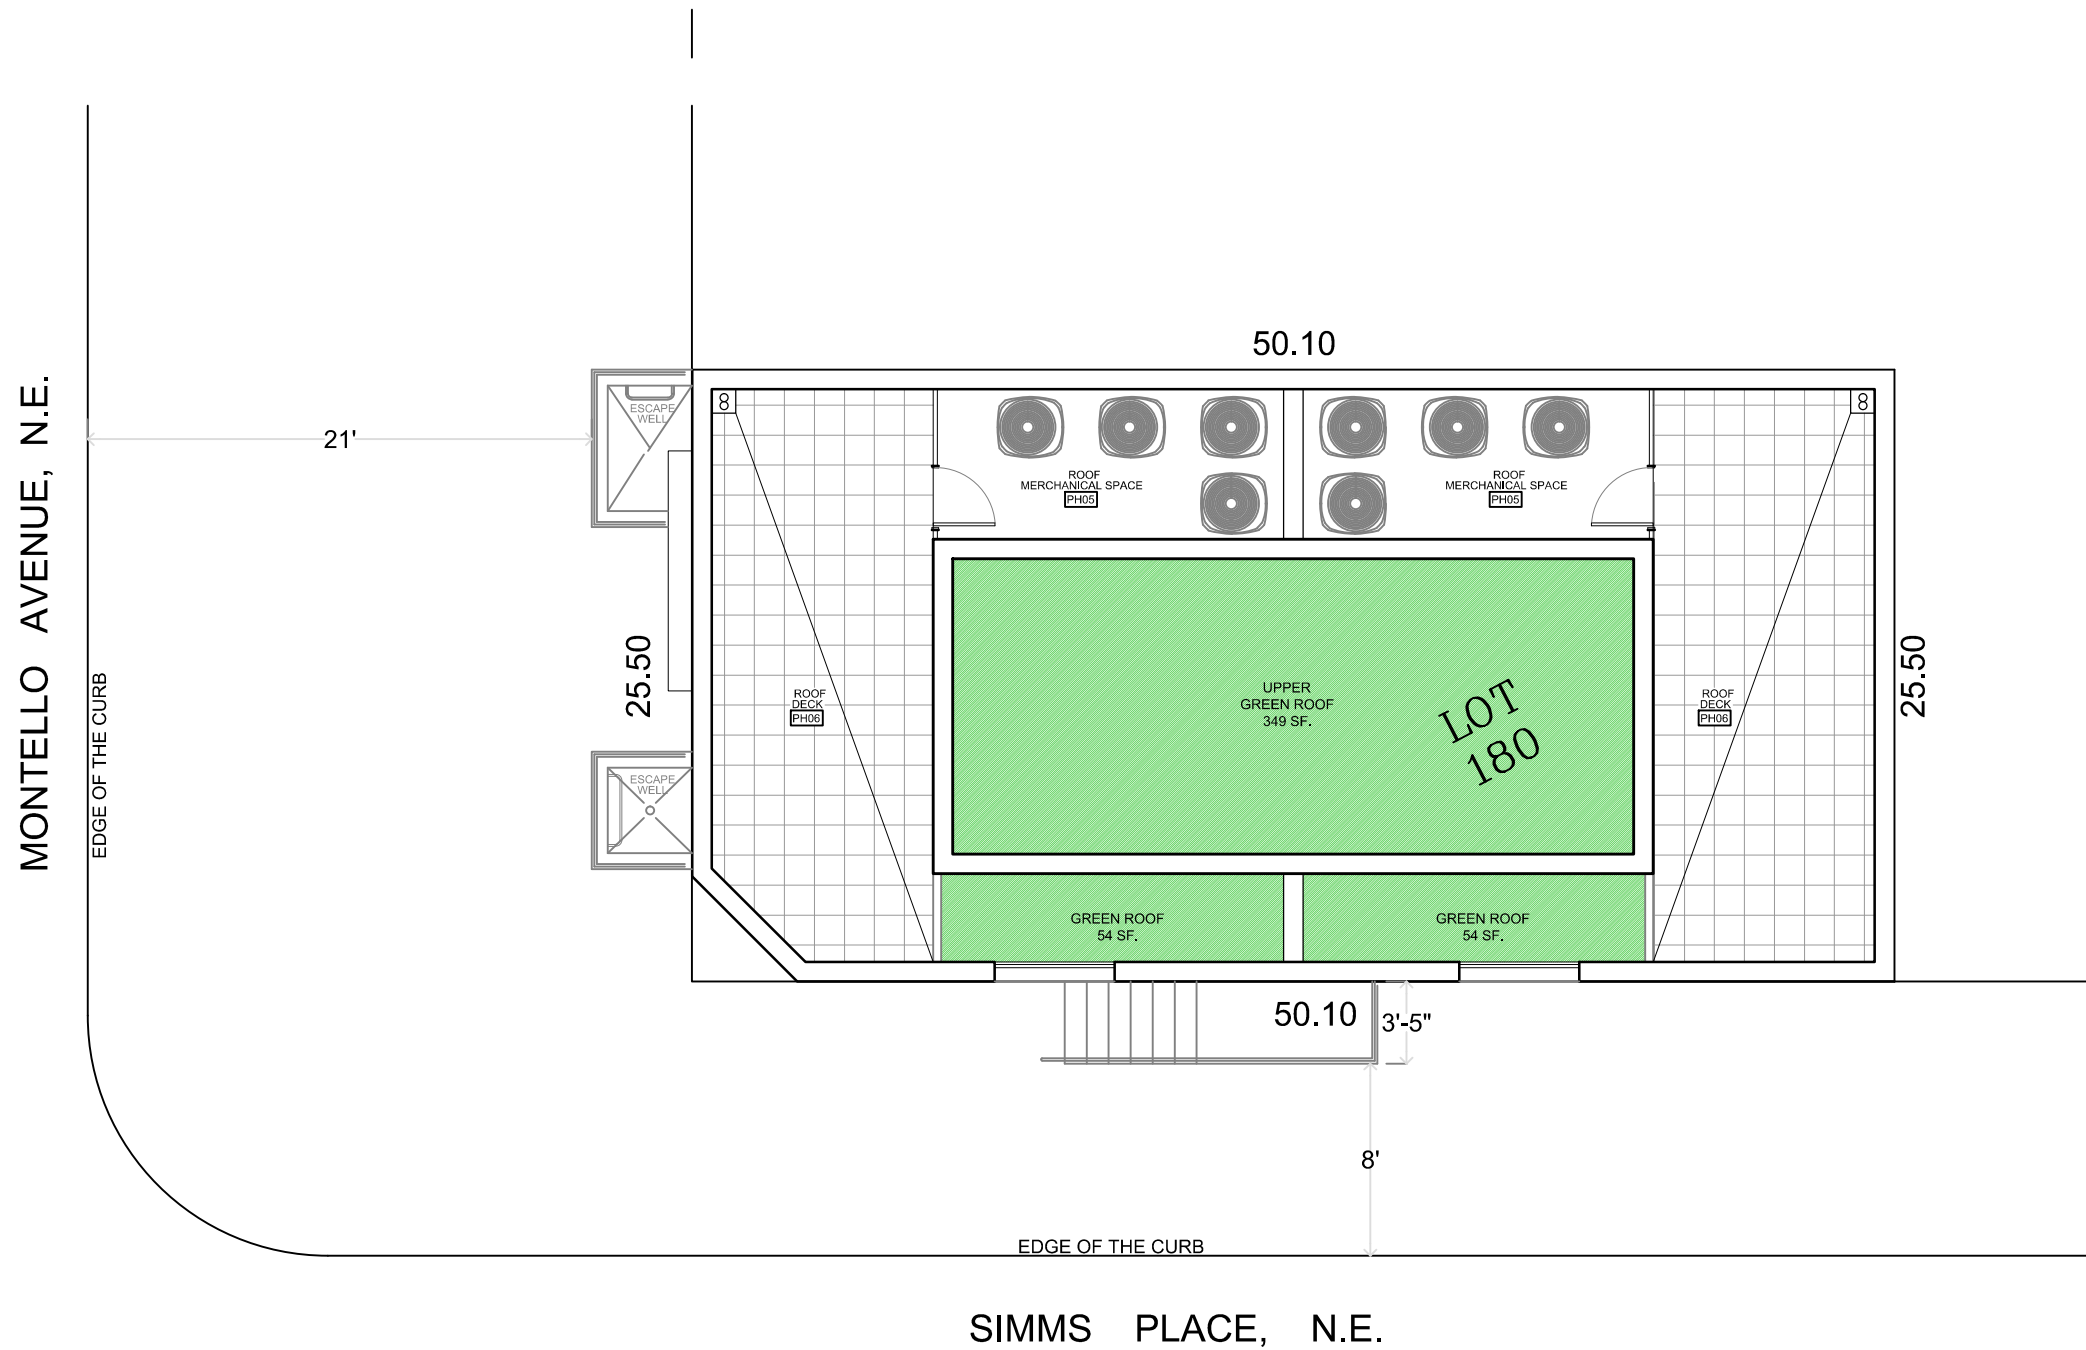 50.10
MONTELLO AVENUE, N.E.
EDGE OF THE CURB
21'
ESCAPE
WELL
8
8
ROOF
MERCHANICAL SPACE
PH05
ROOF
MERCHANICAL SPACE
PH05
25.50
25.50
ROOF
DECK
PH06
UPPER
GREEN ROOF
349 SF.
LOT
180
ROOF
DECK
PH06
ESCAPE
WELL
GREEN ROOF
54 SF.
GREEN ROOF
54 SF.
50.10
3'-5"
8'
EDGE OF THE CURB
SIMMS PLACE, N.E.